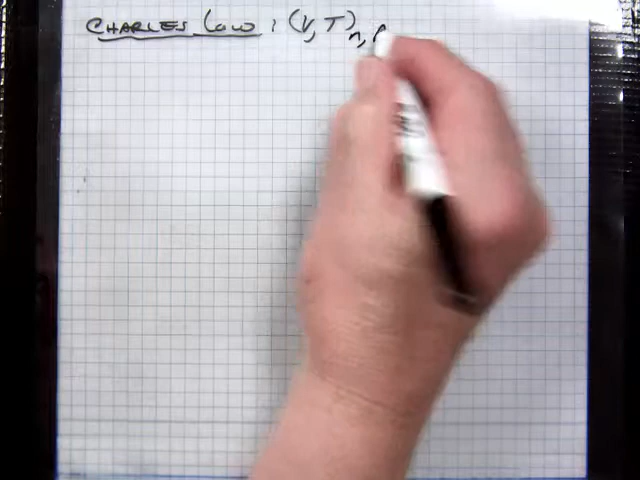 CHARLES LAW : (V, T)n, P